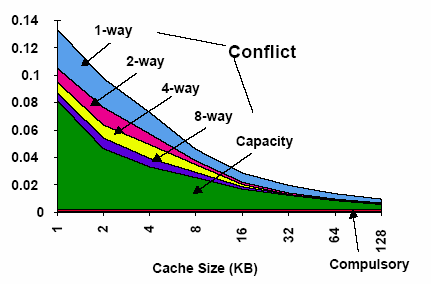 0.14
1-way
0.12
Conflict
2-way
0.1
4-way
0.08
8-way
0.06
Capacity
0.04
0.02
0
1
2
4
8
16
32
64
128
Cache Size (KB)
Compulsory